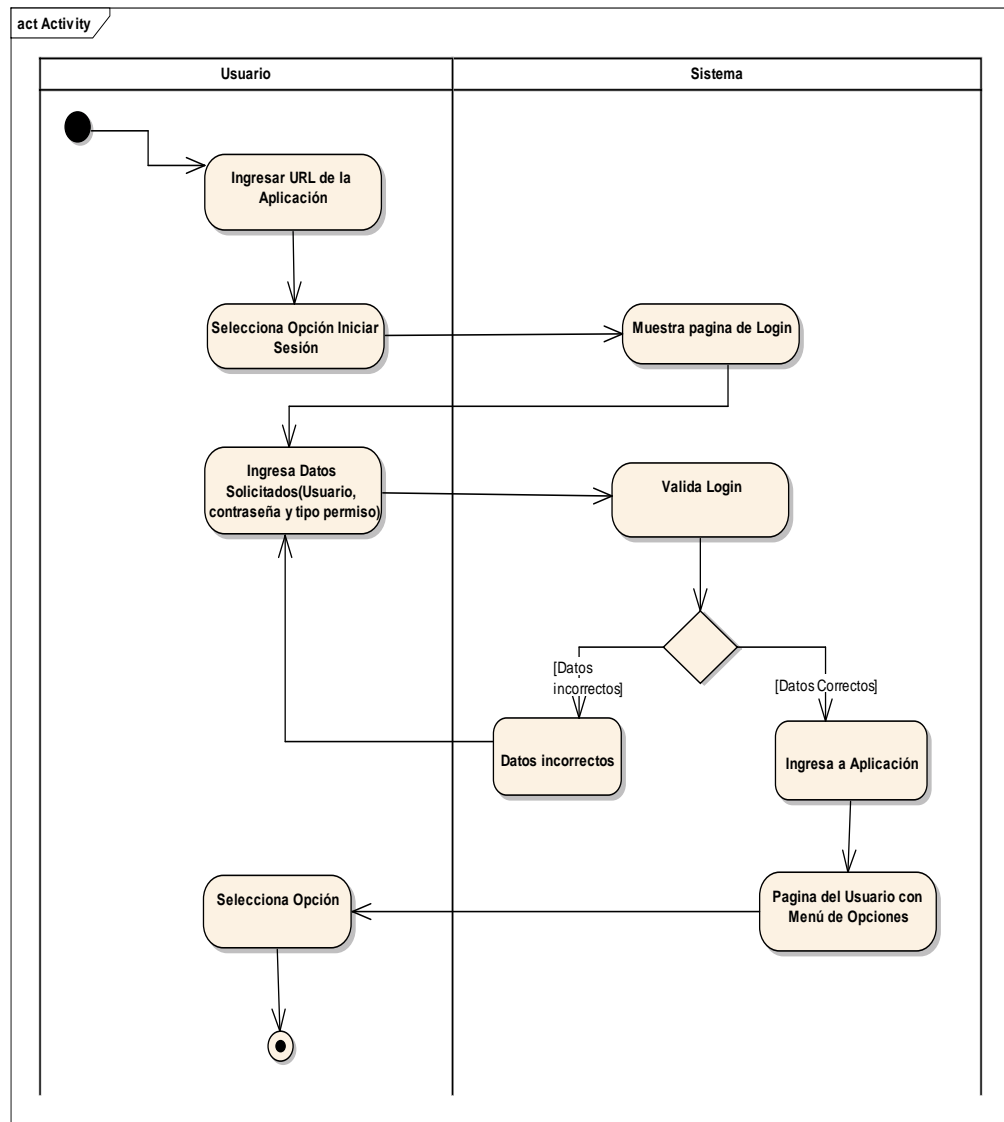 act Activity
Usuario
Sistema
Ingresar URL de la
Aplicación
Selecciona Opción Iniciar
Sesión
Muestra pagina de Login
Ingresa Datos
Solicitados(Usuario,
contraseña y tipo permiso)
Valida Login
[Datos
incorrectos]
[Datos Correctos]
Datos incorrectos
Ingresa a Aplicación
Selecciona Opción
Pagina del Usuario con
Menú de Opciones